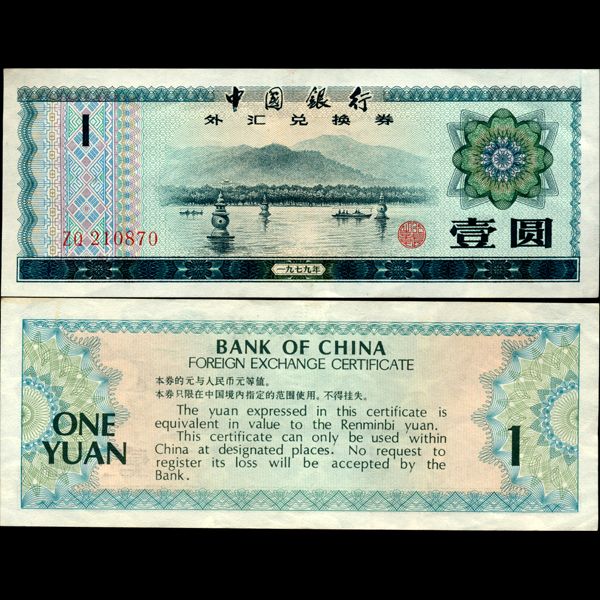 中國銀行
外汇兑换券
1
ZQ 210870
壹圆
一九七九年
BANK OF CHINA
FOREIGN EXCHANGE CERTIFICATE
本券的元与人民币元等值。
本券只限在中国境内指定的范围使用。不得挂失。
The yuan expressed in this certificate is
equivalent in value to the Renminbi yuan.
This certificate can only be used within
China at designated places. No request to
register its loss will be accepted by the
Bank.
ONE
YUAN
1